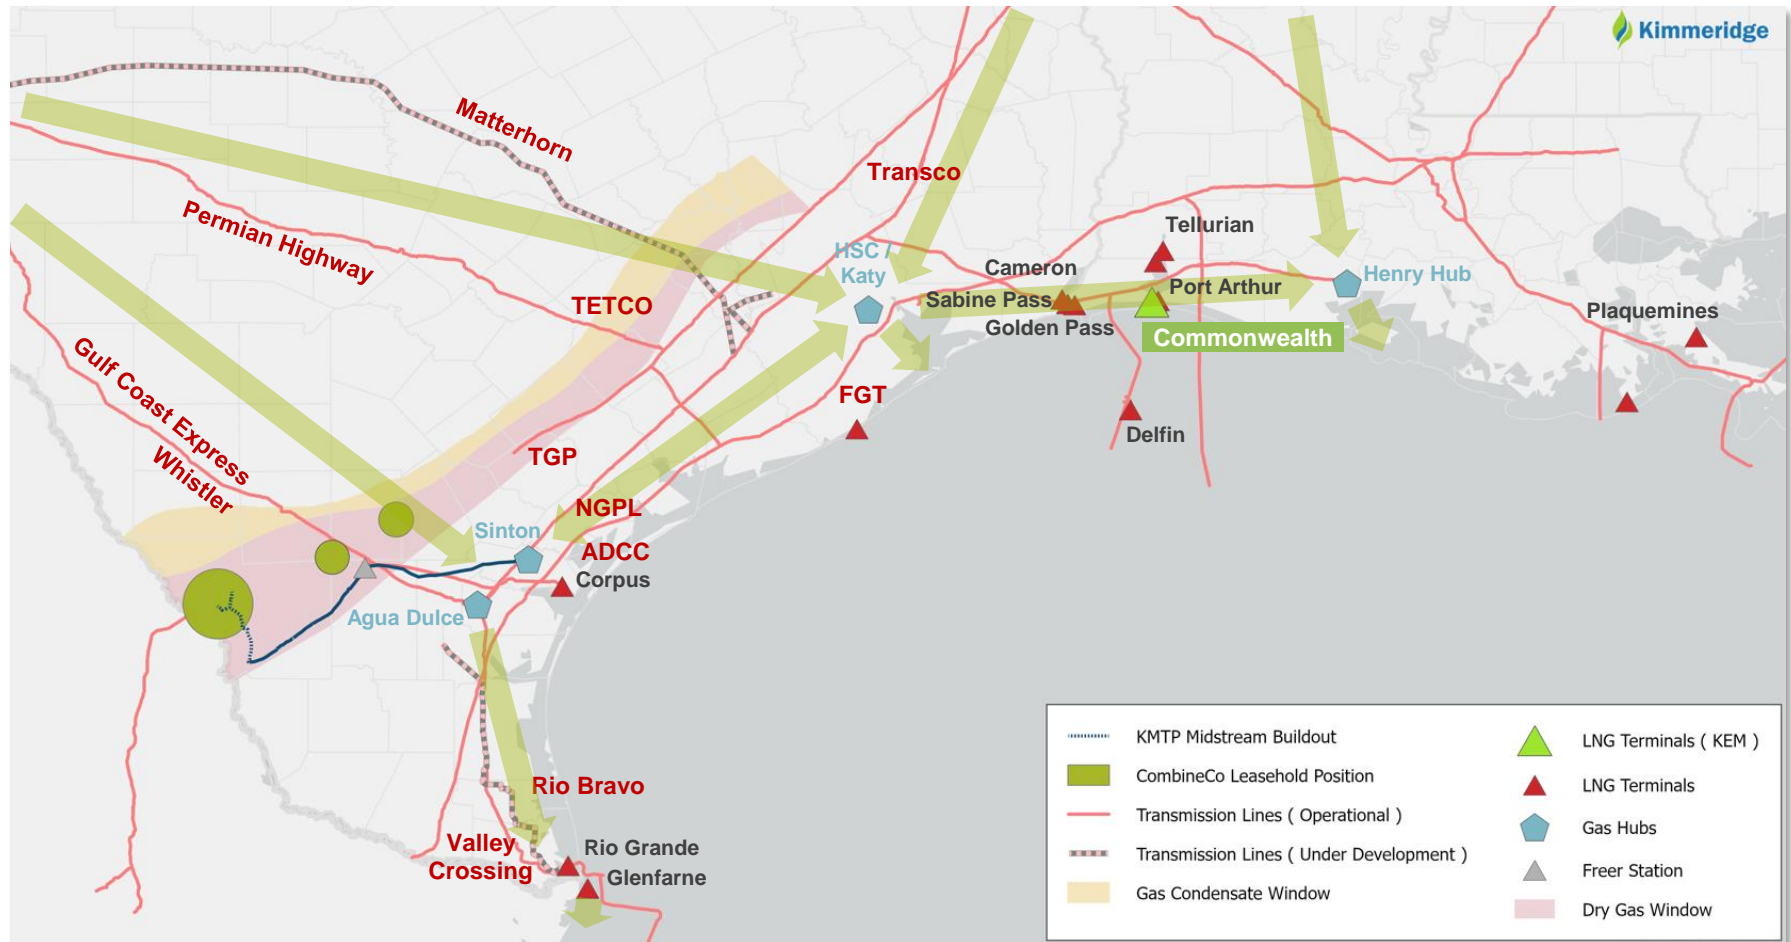 Kimmeridge
Matterhorn
Transco
Permian Highway
Tellurian
HSC /
Katy
Cameron
Henry Hub
Port Arthur
Sabine Pass
TETCO
Golden Pass
Plaquemines
Commonwealth
Gulf Coast Express
FGT
Delfin
Whistler
TGP
NGPL
Sinton
ADCC
Corpus
Agua Dulce
Rio Bravo
Valley
Crossing
Rio Grande
Glenfarne
KMTP Midstream Buildout
CombineCo Leasehold Position
Transmission Lines ( Operational )
Transmission Lines ( Under Development )
Gas Condensate Window
LNG Terminals ( KEM )
LNG Terminals
Gas Hubs
Freer Station
Dry Gas Window